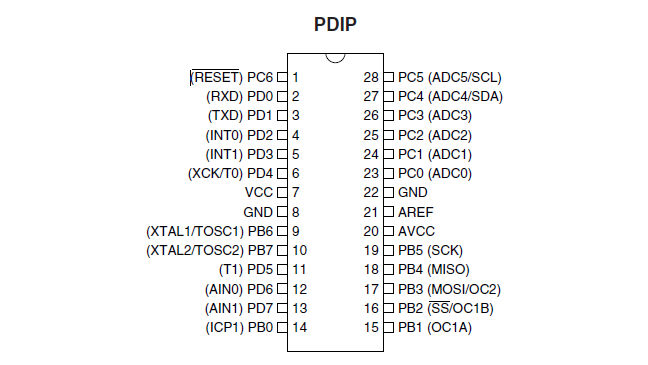 PDIP
(RESET) PC6 1 28 PC5 (ADC5/SCL)
(RXD) PD0 2 27 PC4 (ADC4/SDA)
(TXD) PD1 3 26 PC3 (ADC3)
(INT0) PD2 4 25 PC2 (ADC2)
(INT1) PD3 5 24 PC1 (ADC1)
(XCK/T0) PD4 6 23 PC0 (ADC0)
VCC 7 22 GND
GND 8 21 AREF
(XTAL1/TOSC1) PB6 9 20 AVCC
(XTAL2/TOSC2) PB7 10 19 PB5 (SCK)
(T1) PD5 11 18 PB4 (MISO)
(AIN0) PD6 12 17 PB3 (MOSI/OC2)
(AIN1) PD7 13 16 PB2 (SS/OC1B)
(ICP1) PB0 14 15 PB1 (OC1A)